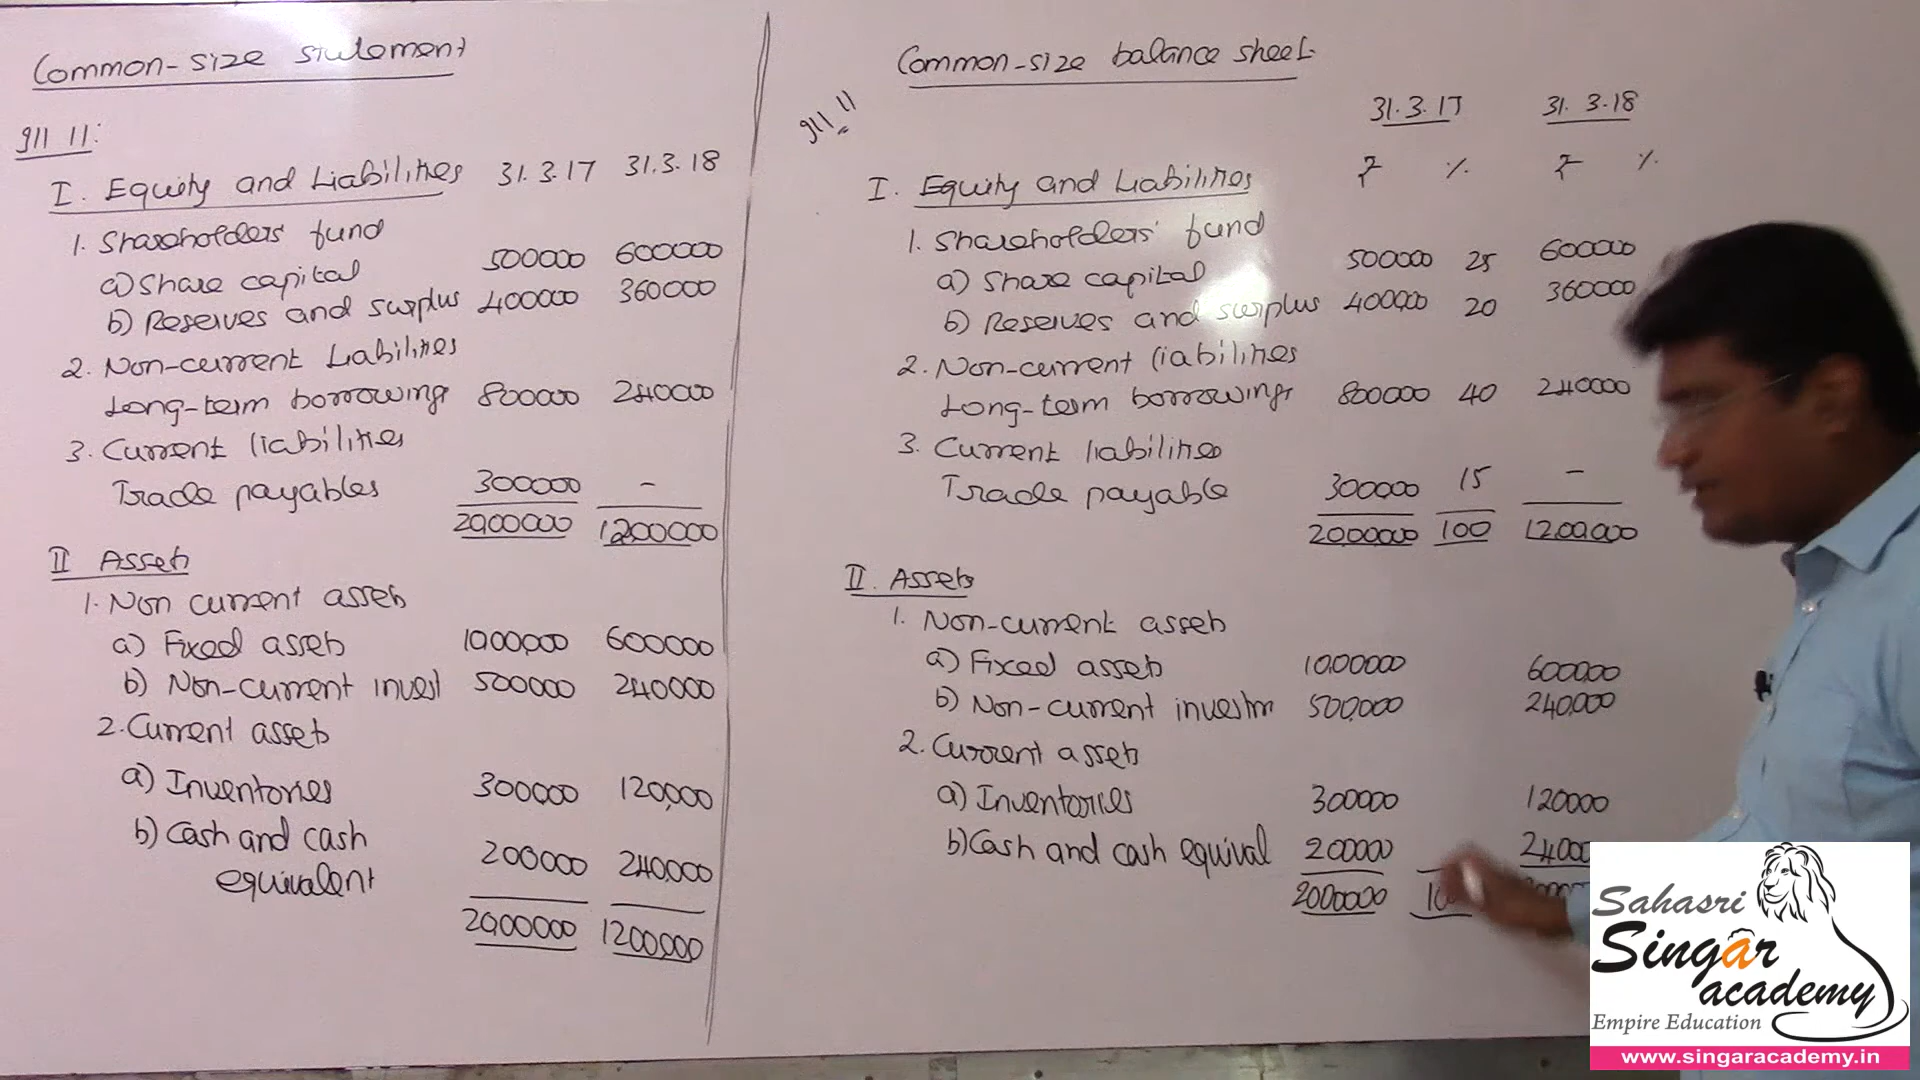 Common-size statement
Ill 11:
I. Equity and Liabilities 31.3.17 31.3.18
1. Shareholders' fund
a) Share capital 500000 600000
b) Reserves and surplus 400000 360000
2. Non-current Liabilities
Long-term borrowings 800000 240000
3. Current liabilities
Trade payables 300000 -
2000000 1200000
II Assets
1. Non current assets
a) Fixed assets 1000000 600000
b) Non-current invest 500000 240000
2. Current assets
a) Inventories 300000 120000
b) Cash and cash
equivalent 200000 240000
2000000 1200000
Common-size balance sheet
Ill 11
31.3.17 31.3.18
₹ % ₹ %
I. Equity and Liabilities
1. Shareholders' fund
a) Share capital 500000 25 600000
b) Reserves and surplus 400000 20 360000
2. Non-current liabilities
Long-term borrowings 800000 40 240000
3. Current liabilities
Trade payable 300000 15 -
2000000 100 1200000
II. Assets
1. Non-current assets
a) Fixed assets 1000000 600000
b) Non-current investm 500000 240000
2. Current assets
a) Inventories 300000 120000
b) Cash and cash equival 200000
2000000
Sahasri
Singar
academy
Empire Education
www.singaracademy.in